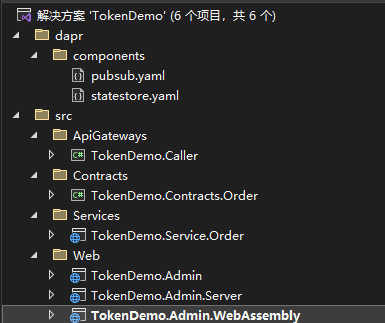 解决方案 'TokenDemo' (6 个项目，共 6 个)
dapr
components
pubsub.yaml
statestore.yaml
src
ApiGateways
C# TokenDemo.Caller
Contracts
C# TokenDemo.Contracts.Order
Services
TokenDemo.Service.Order
Web
TokenDemo.Admin
TokenDemo.Admin.Server
TokenDemo.Admin.WebAssembly